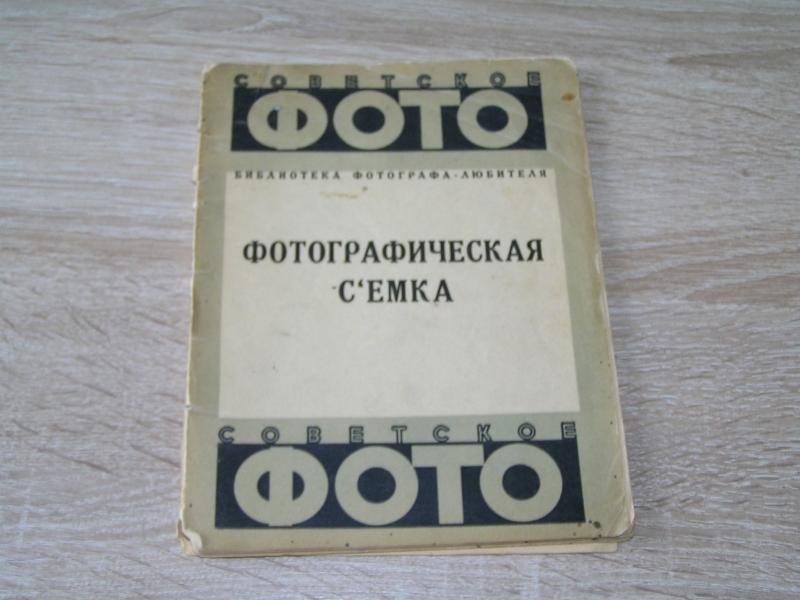 СОВЕТСКОЕ
ФОТО
БИБЛИОТЕКА ФОТОГРАФА-ЛЮБИТЕЛЯ
ФОТОГРАФИЧЕСКАЯ
С‘ЕМКА
СОВЕТСКОЕ
ФОТО